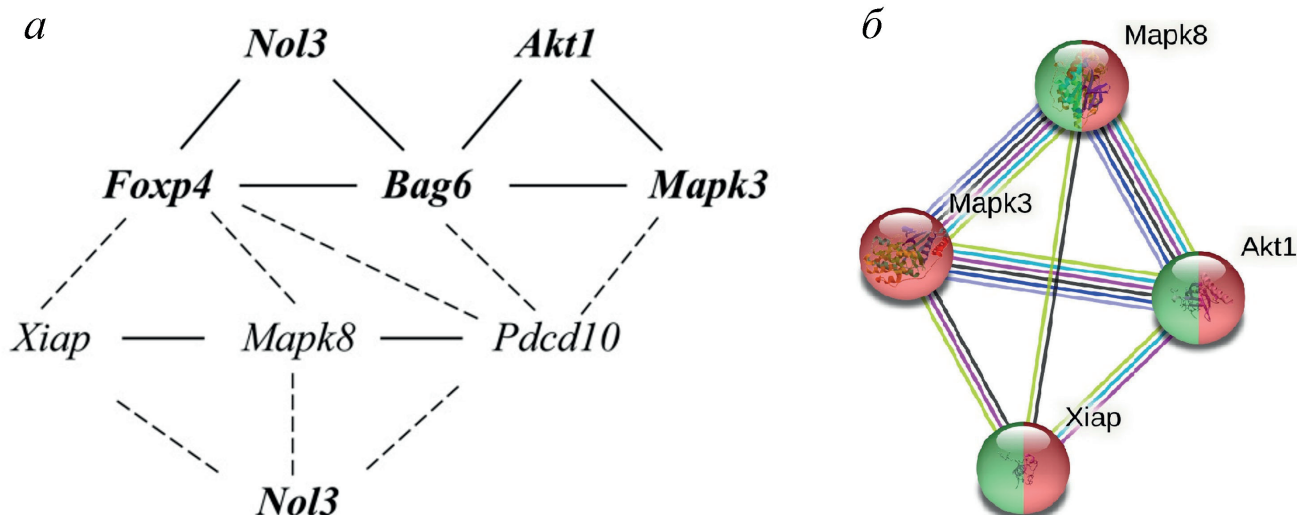 а
Nol3
Akt1
Foxp4
Bag6
Mapk3
Xiap
Mapk8
Pdcd10
Nol3
б
Mapk8
Mapk3
Akt1
Xiap